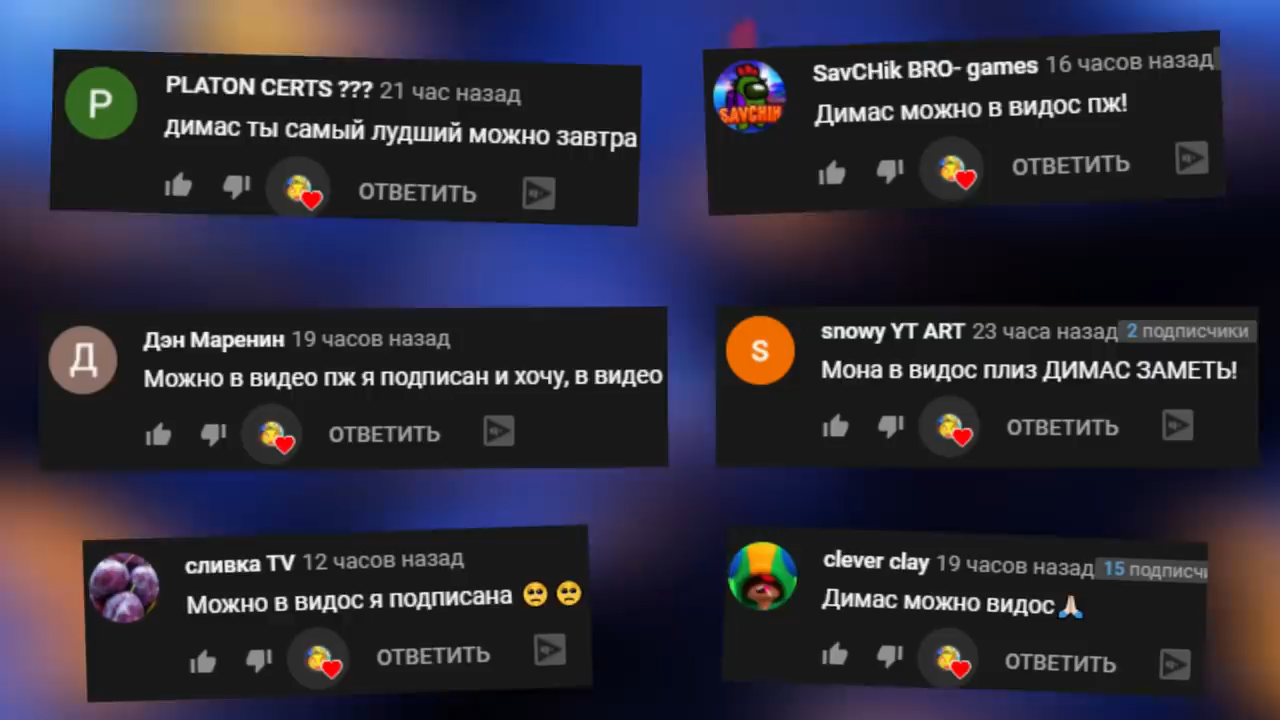 P
PLATON CERTS ??? 21 час назад
димас ты самый лудший можно завтра
ОТВЕТИТЬ
SAVCHIK
SavCHik BRO- games 16 часов назад
Димас можно в видос пж!
ОТВЕТИТЬ
Д
Дэн Маренин 19 часов назад
Можно в видео пж я подписан и хочу, в видео
ОТВЕТИТЬ
S
snowy YT ART 23 часа назад 2 подписчики
Мона в видос плиз ДИМАС ЗАМЕТЬ!
ОТВЕТИТЬ
сливка TV 12 часов назад
Можно в видос я подписана 🥺 🥺
ОТВЕТИТЬ
clever clay 19 часов назад 15 подписчи
Димас можно видос🙏🏻
ОТВЕТИТЬ